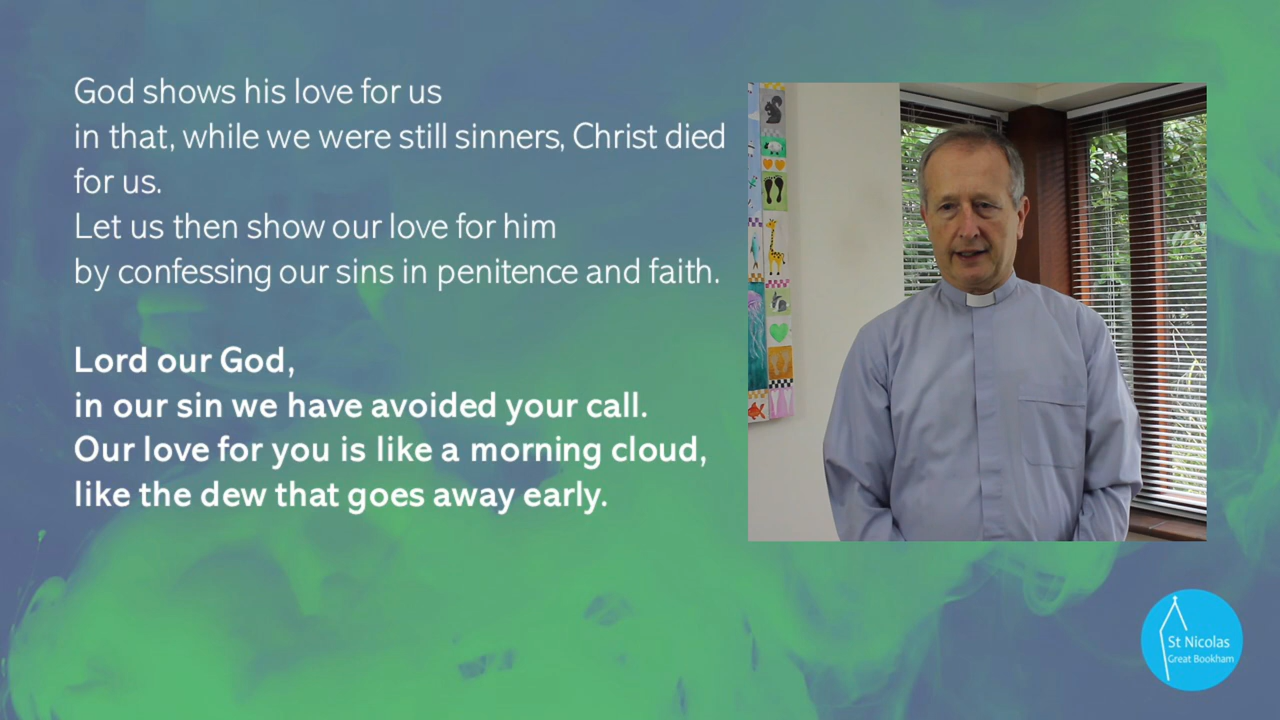 God shows his love for us
in that, while we were still sinners, Christ died
for us.
Let us then show our love for him
by confessing our sins in penitence and faith.
Lord our God,
in our sin we have avoided your call.
Our love for you is like a morning cloud,
like the dew that goes away early.
St Nicolas
Great Bookham